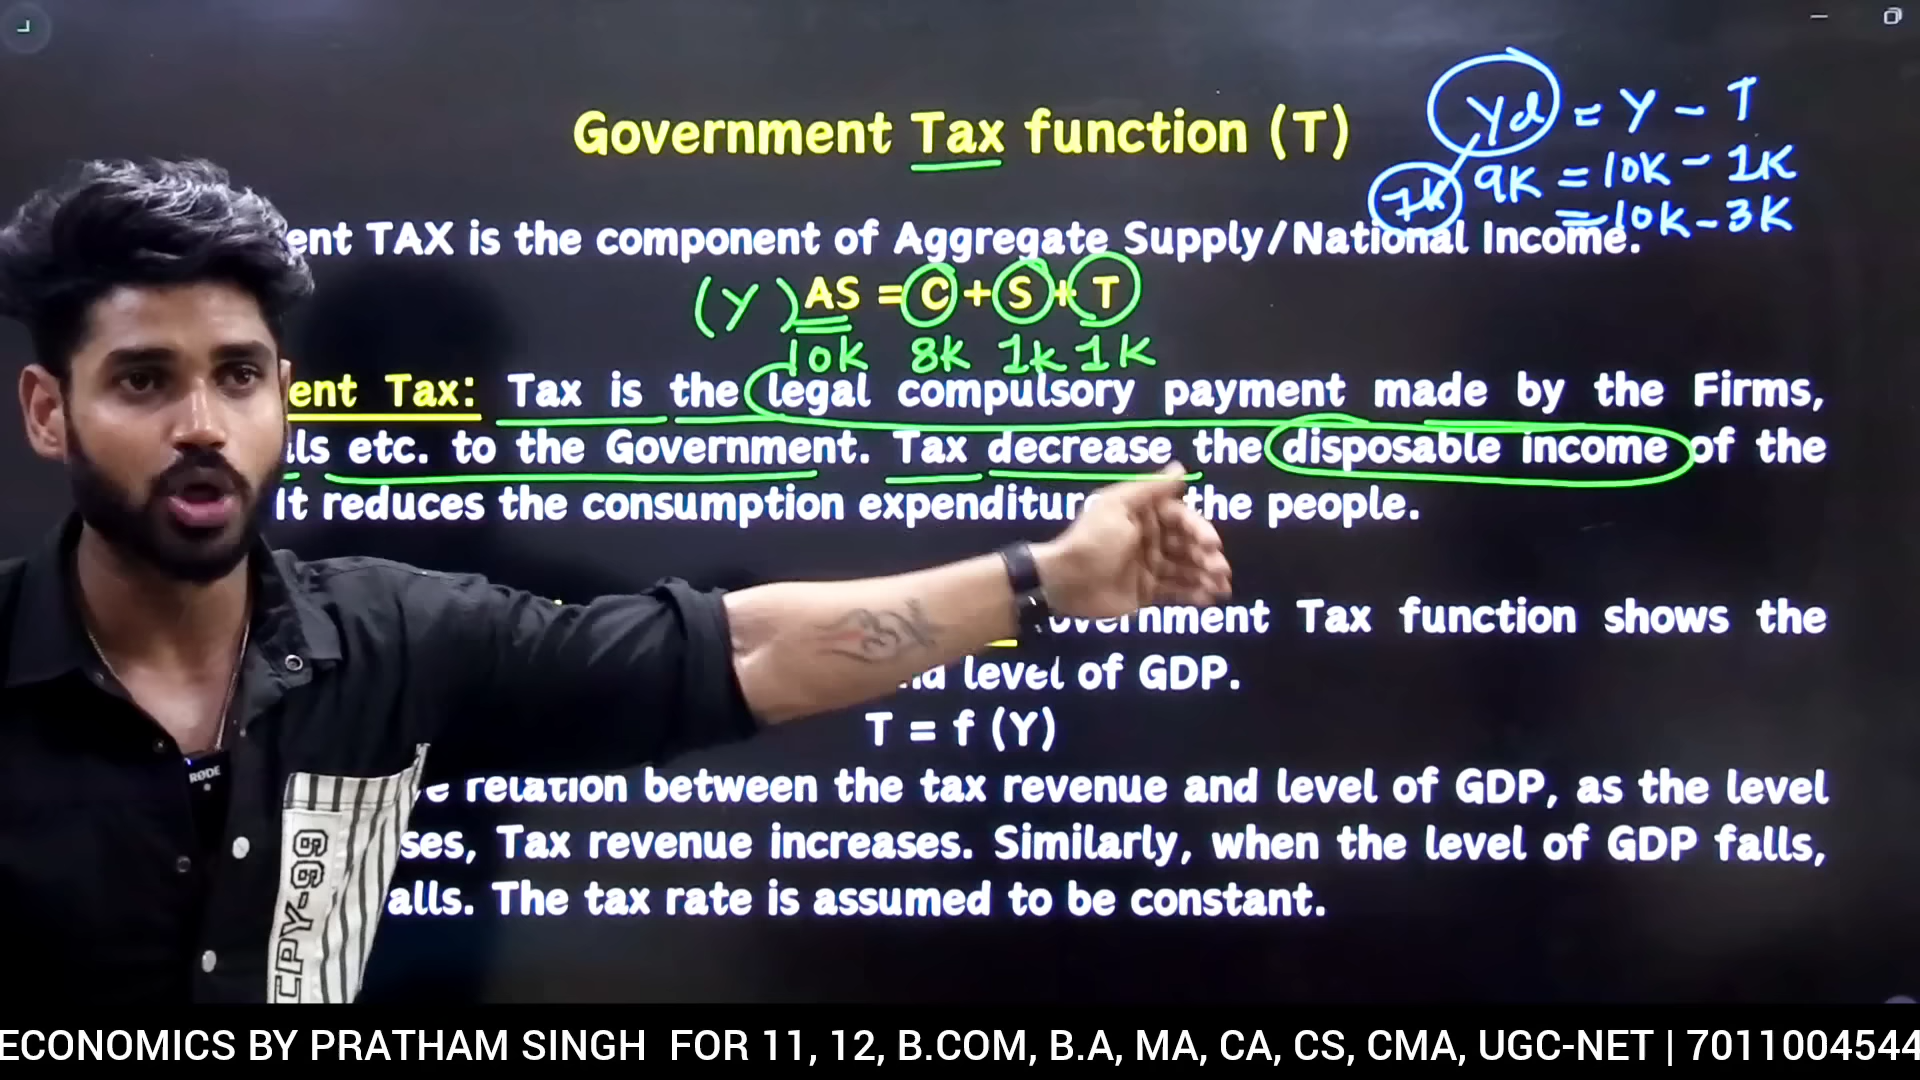 Government Tax function (T)
Yd = Y - T
9K = 10K - 1K
7K = 10K - 3K
ent TAX is the component of Aggregate Supply/National Income.
(Y) AS = C + S + T
10K 8K 1K 1K
ent Tax: Tax is the legal compulsory payment made by the Firms,
ls etc. to the Government. Tax decrease the disposable income of the
It reduces the consumption expenditur the people.
overnment Tax function shows the
level of GDP.
T = f (Y)
relation between the tax revenue and level of GDP, as the level
ses, Tax revenue increases. Similarly, when the level of GDP falls,
alls. The tax rate is assumed to be constant.
RØDE
CPY-99
ECONOMICS BY PRATHAM SINGH FOR 11, 12, B.COM, B.A, MA, CA, CS, CMA, UGC-NET | 7011004544